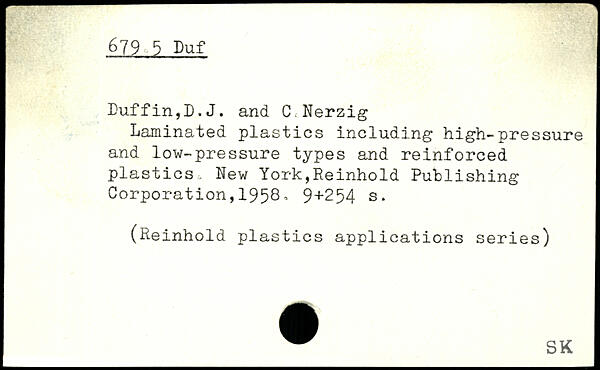 679.5 Duf
Duffin,D.J. and C.Nerzig
Laminated plastics including high-pressure
and low-pressure types and reinforced
plastics. New York,Reinhold Publishing
Corporation,1958. 9+254 s.
(Reinhold plastics applications series)
SK